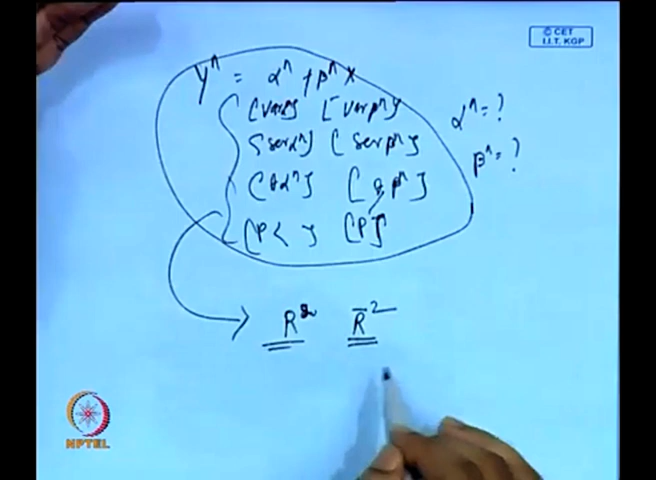 © CET
I.I.T. KGP
Y^ = α^ + β^ X
[var] [var β^]
[se α^] [se β^]
[t α^] [t β^]
[P < ] [P]
α^ = ?
β^ = ?
R² R̄²
NPTEL